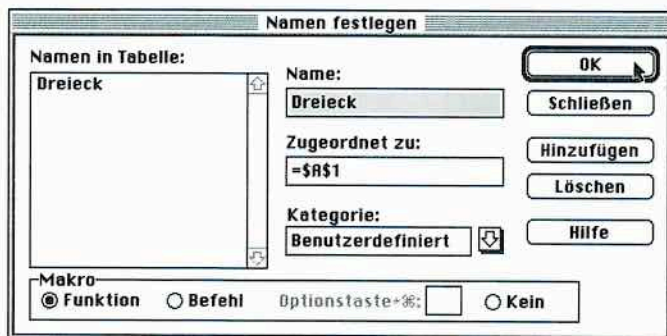 Namen festlegen
Namen in Tabelle:
Dreieck
Name:
Dreieck
Zugeordnet zu:
=$A$1
Kategorie:
Benutzerdefiniert
OK
Schließen
Hinzufügen
Löschen
Hilfe
Makro
Funktion Befehl Optionstaste+⌘: Kein